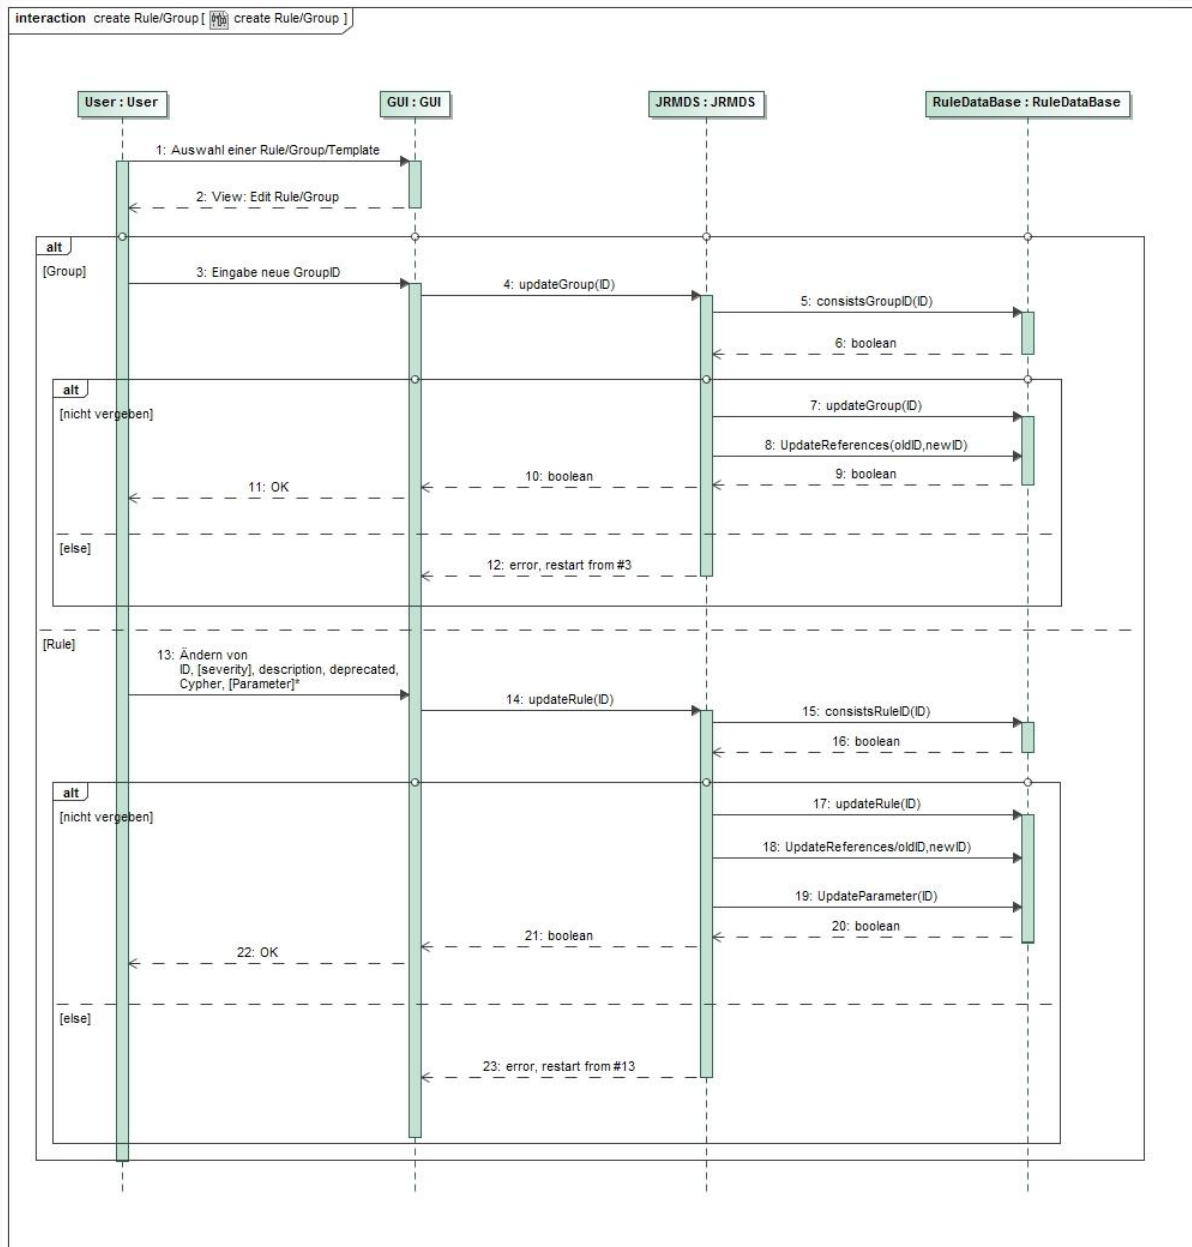 interaction create Rule/Group [ create Rule/Group ]
User : User
GUI : GUI
JRMDS : JRMDS
RuleDataBase : RuleDataBase
1: Auswahl einer Rule/Group/Template
2: View: Edit Rule/Group
alt
[Group]
3: Eingabe neue GroupID
4: updateGroup(ID)
5: consistsGroupID(ID)
6: boolean
alt
[nicht vergeben]
7: updateGroup(ID)
8: UpdateReferences(oldID,newID)
9: boolean
10: boolean
11: OK
[else]
12: error, restart from #3
[Rule]
13: Ändern von
ID, [severity], description, deprecated,
Cypher, [Parameter]*
14: updateRule(ID)
15: consistsRuleID(ID)
16: boolean
alt
[nicht vergeben]
17: updateRule(ID)
18: UpdateReferences/oldID,newID)
19: UpdateParameter(ID)
20: boolean
21: boolean
22: OK
[else]
23: error, restart from #13